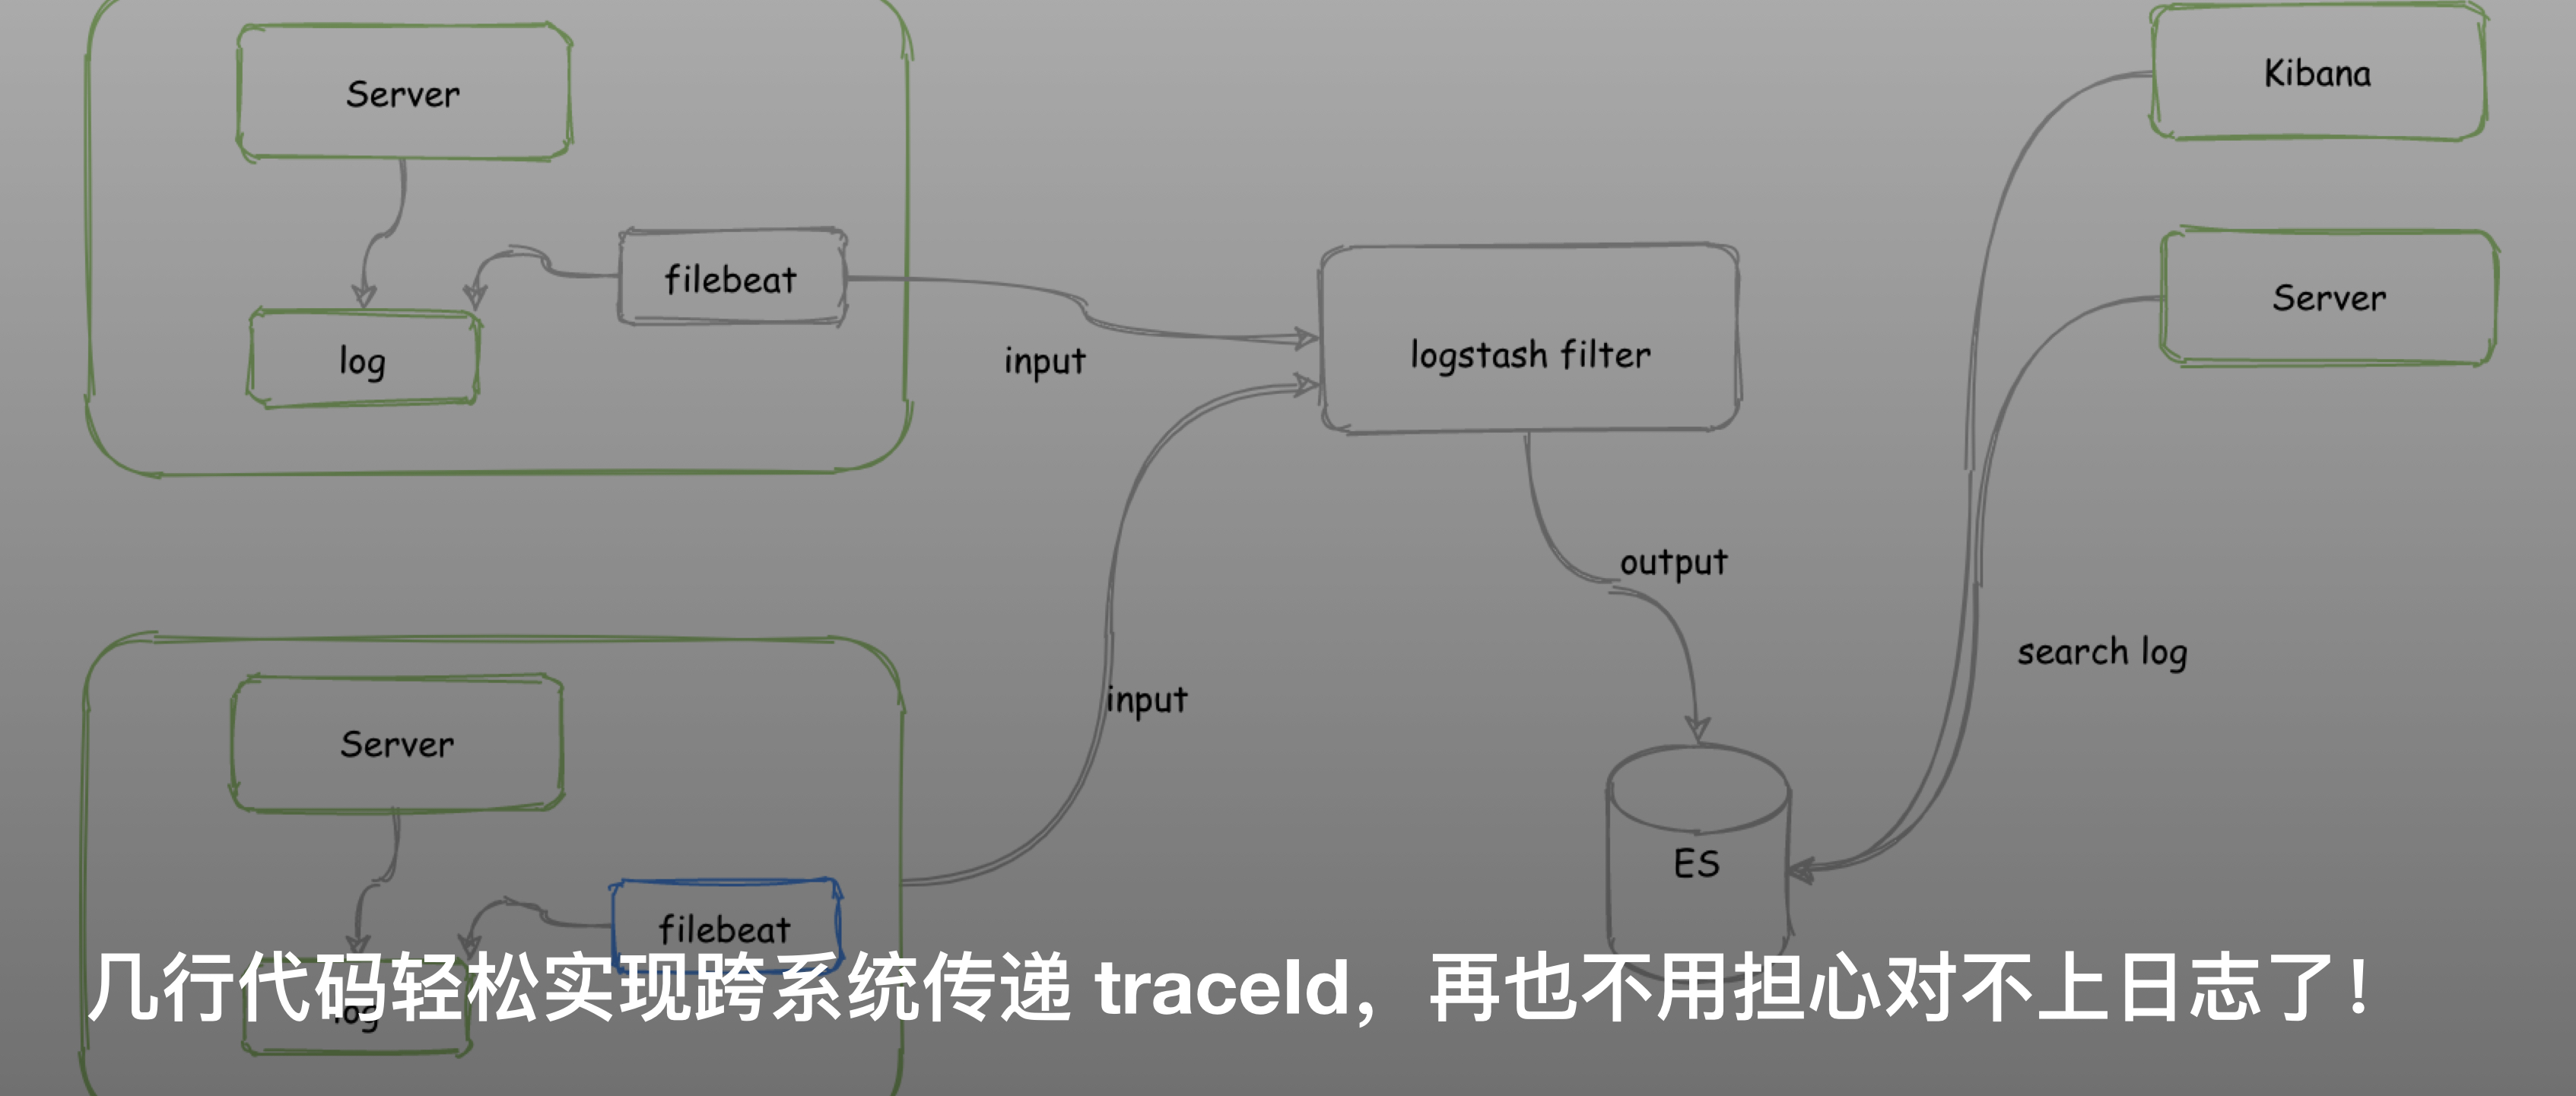 Server
Kibana
filebeat
Server
log
input
logstash filter
output
search log
input
Server
ES
filebeat
log
几行代码轻松实现跨系统传递 traceId，再也不用担心对不上日志了！